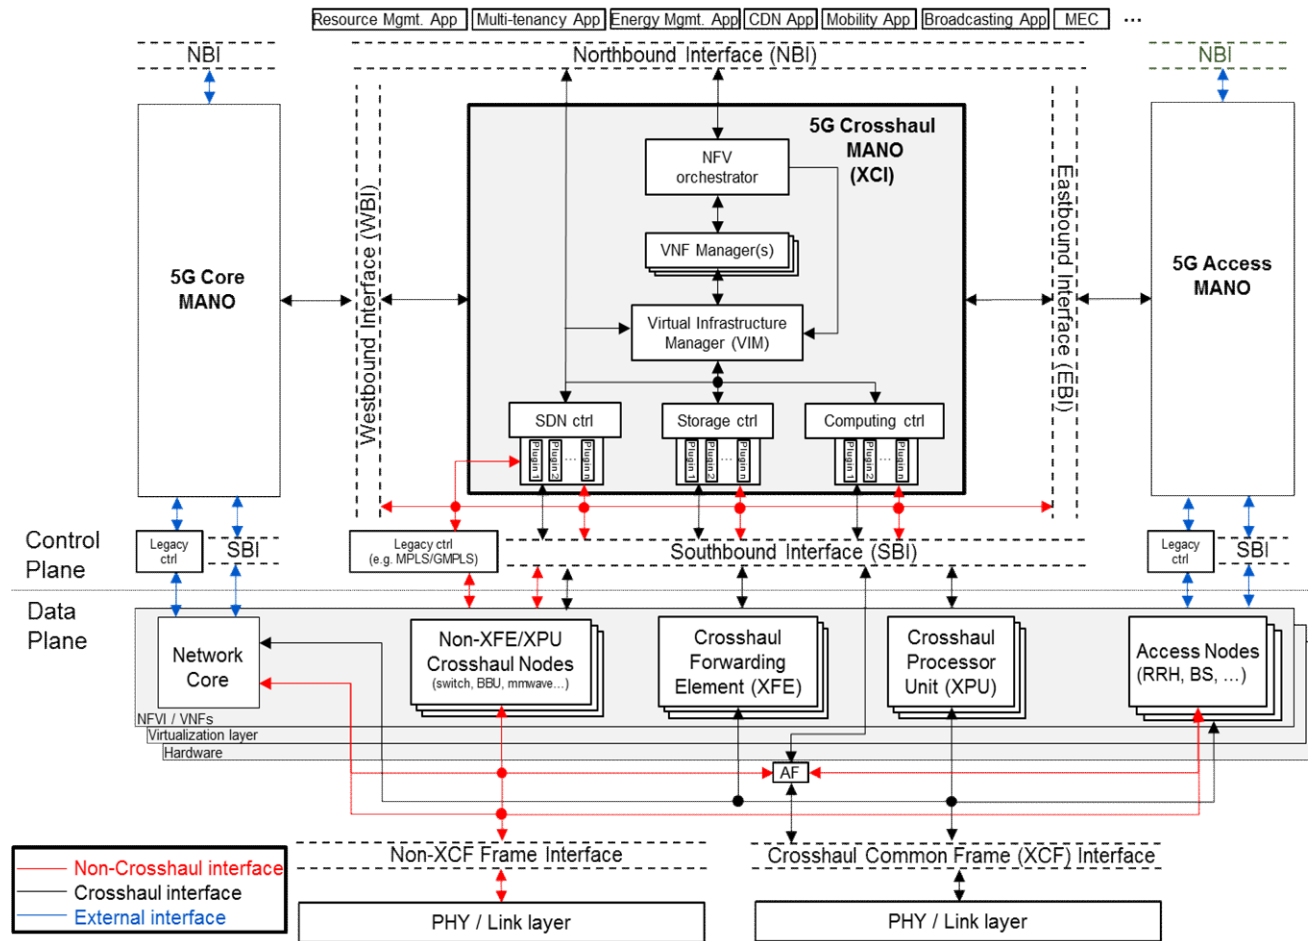 Resource Mgmt. App
Multi-tenancy App
Energy Mgmt. App
CDN App
Mobility App
Broadcasting App
MEC
...
NBI
Northbound Interface (NBI)
NBI
5G Core
MANO
Westbound Interface (WBI)
5G Crosshaul
MANO
(XCI)
NFV
orchestrator
VNF Manager(s)
Virtual Infrastructure
Manager (VIM)
SDN ctrl
Plugin 1
Plugin 2
...
Plugin n
Storage ctrl
Plugin 1
Plugin 2
...
Plugin n
Computing ctrl
Plugin 1
Plugin 2
...
Plugin n
Eastbound Interface (EBI)
5G Access
MANO
Control
Plane
Legacy
ctrl
SBI
Legacy ctrl
(e.g. MPLS/GMPLS)
Southbound Interface (SBI)
Legacy
ctrl
SBI
Data
Plane
Network
Core
Non-XFE/XPU
Crosshaul Nodes
(switch, BBU, mmwave...)
Crosshaul
Forwarding
Element (XFE)
Crosshaul
Processor
Unit (XPU)
Access Nodes
(RRH, BS, ...)
NFVI / VNFs
Virtualization layer
Hardware
AF
Non-Crosshaul interface
Crosshaul interface
External interface
Non-XCF Frame Interface
Crosshaul Common Frame (XCF) Interface
PHY / Link layer
PHY / Link layer